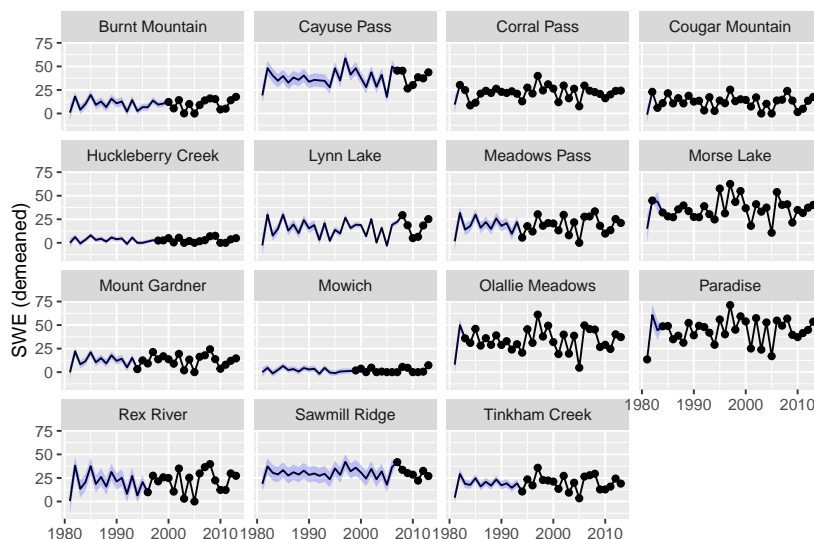 Burnt Mountain Cayuse Pass Corral Pass Cougar Mountain
75
50
25
0
Huckleberry Creek Lynn Lake Meadows Pass Morse Lake
75
50
25
0
Mount Gardner Mowich Olallie Meadows Paradise
75
50
25
0
1980 1990 2000 2010
Rex River Sawmill Ridge Tinkham Creek
75
50
25
0
1980 1990 2000 2010 1980 1990 2000 2010 1980 1990 2000 2010
SWE (demeaned)